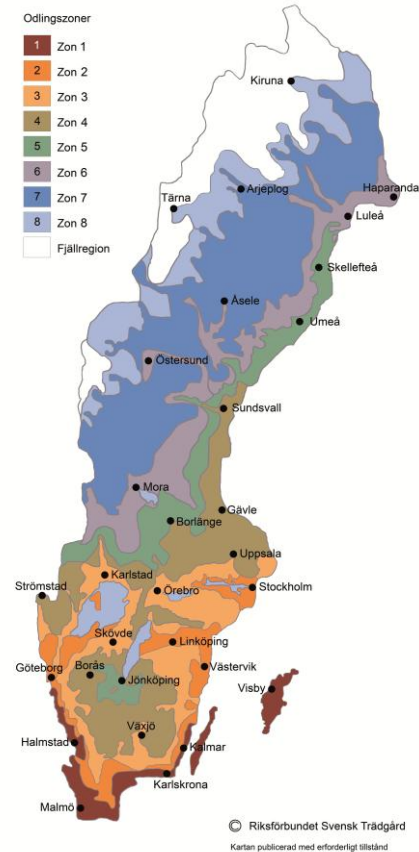 Odlingszoner
1 Zon 1
2 Zon 2
3 Zon 3
4 Zon 4
5 Zon 5
6 Zon 6
7 Zon 7
8 Zon 8
Fjällregion
Kiruna
Arjeplog
Haparanda
Tärna
Luleå
Skellefteå
Åsele
Umeå
Östersund
Sundsvall
Mora
Gävle
Borlänge
Uppsala
Karlstad
Stockholm
Strömstad
Örebro
Skövde
Linköping
Göteborg
Borås
Västervik
Jönköping
Visby
Växjö
Halmstad
Kalmar
Karlskrona
Malmö
© Riksförbundet Svensk Trädgård
Kartan publicerad med erforderligt tillstånd